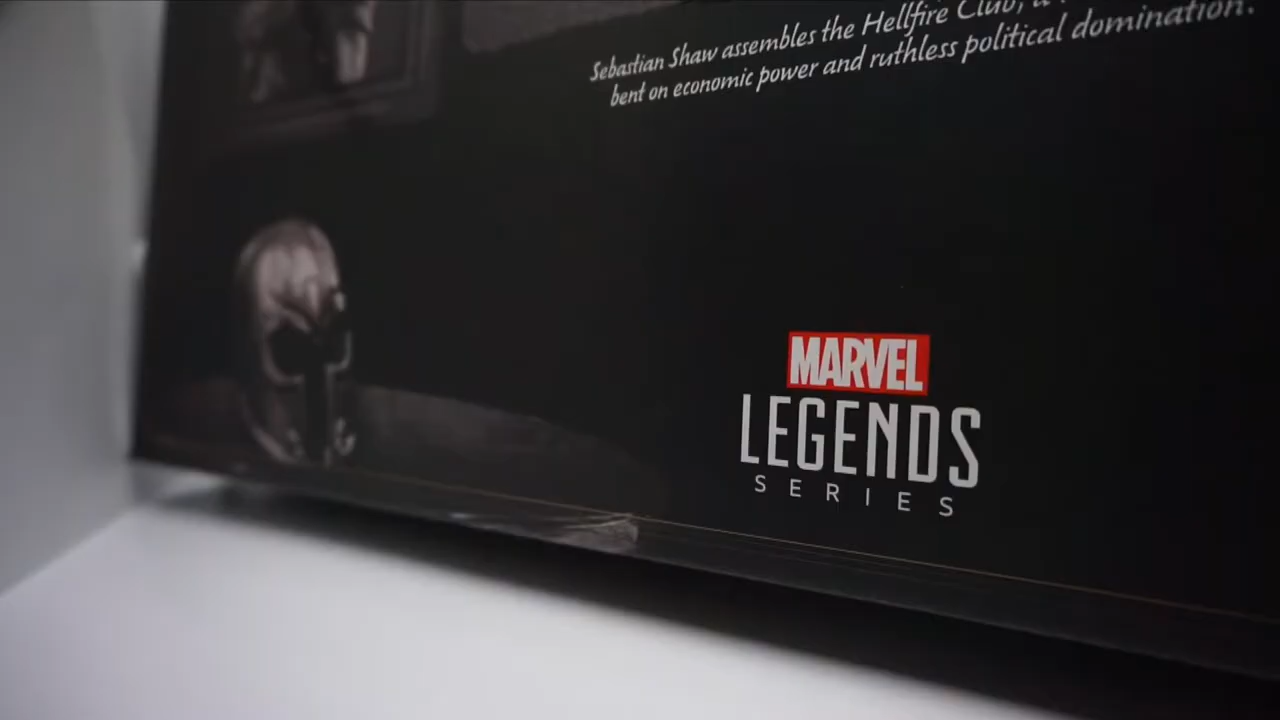 Sebastian Shaw assembles the Hellfire Club, a
bent on economic power and ruthless political domination.
MARVEL
LEGENDS
SERIES